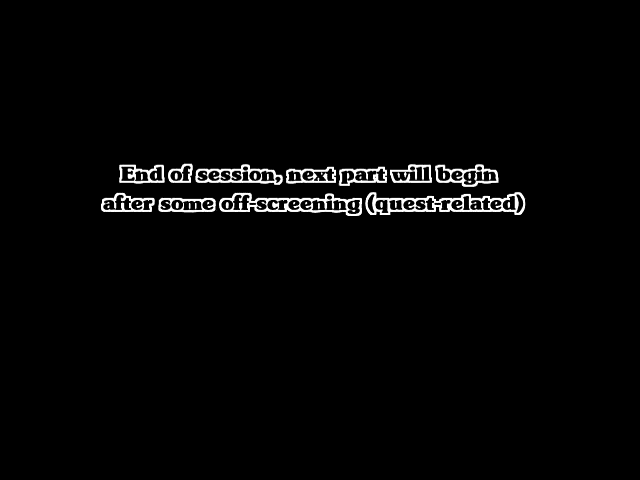 End of session, next part will begin
after some off-screening (quest-related)